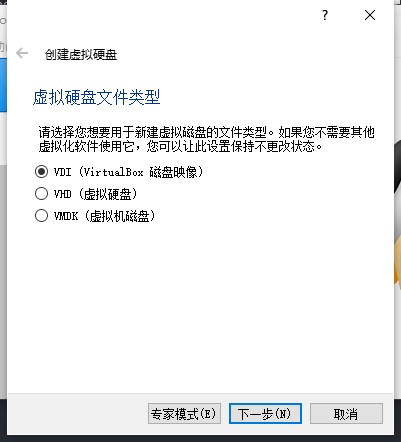 ?
创建虚拟硬盘
虚拟硬盘文件类型
请选择您想要用于新建虚拟磁盘的文件类型。如果您不需要其他
虚拟化软件使用它，您可以让此设置保持不更改状态。
VDI (VirtualBox 磁盘映像)
VHD (虚拟硬盘)
VMDK (虚拟机磁盘)
专家模式(E) 下一步(N) 取消